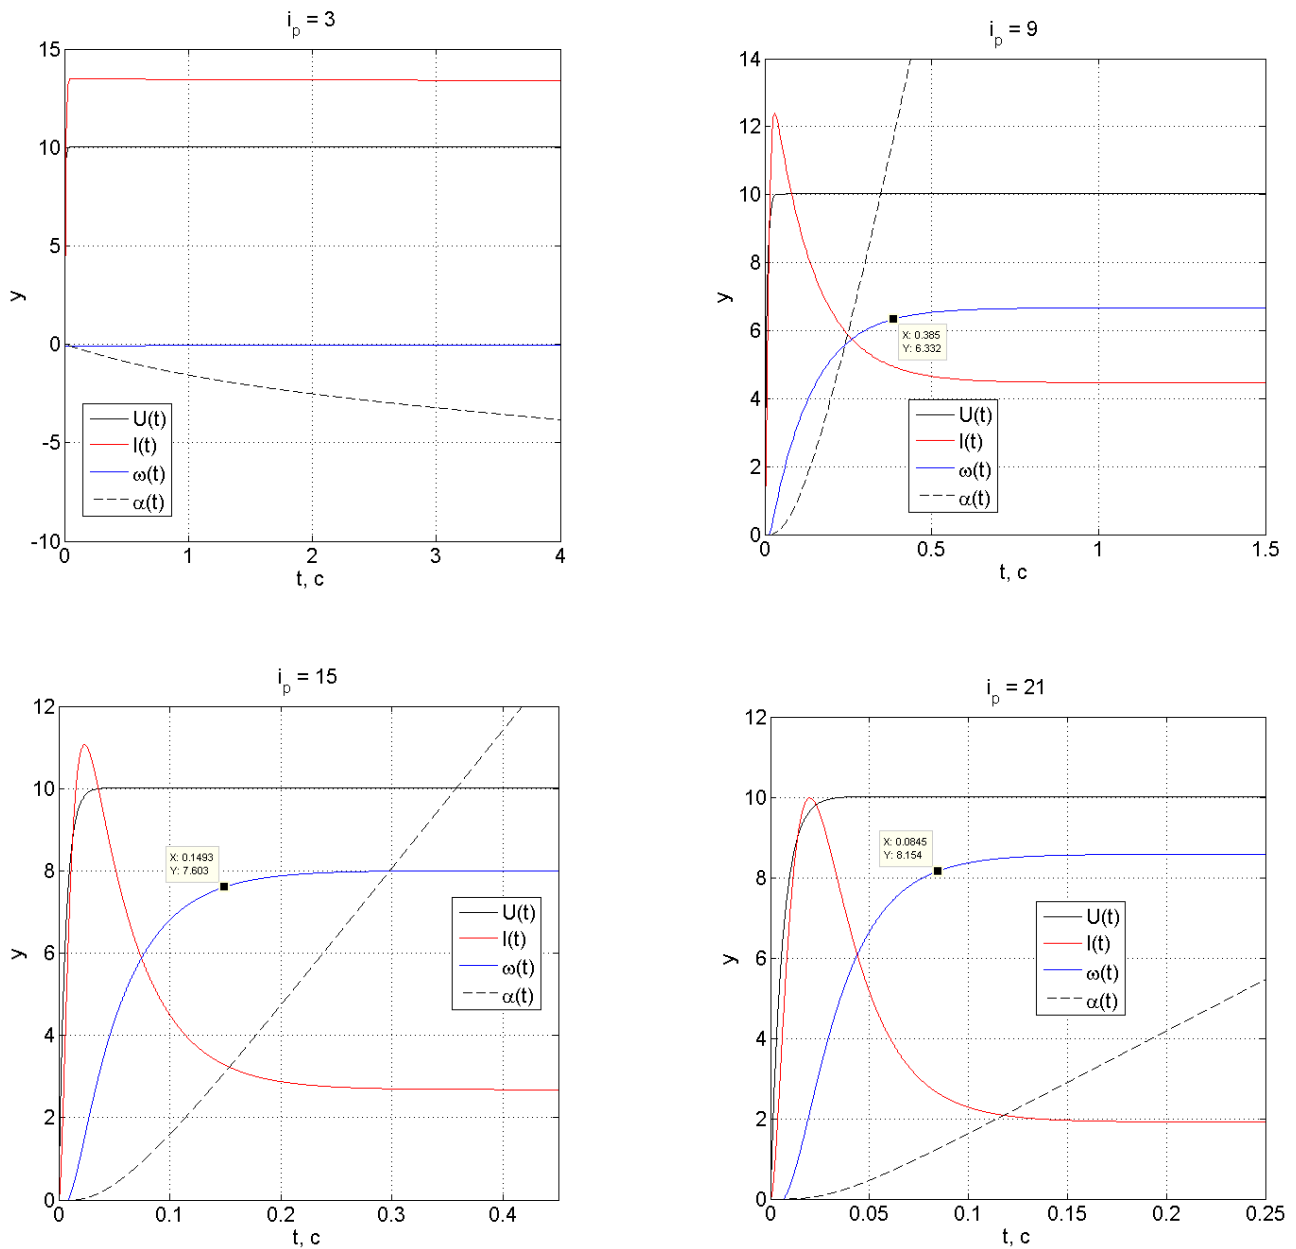 i_p = 3
15
10
5
0
-5
-10
y
U(t)
I(t)
ω(t)
α(t)
0 1 2 3 4
t, c
i_p = 9
14
12
10
8
6
4
2
0
y
X: 0.385
Y: 6.332
U(t)
I(t)
ω(t)
α(t)
0 0.5 1 1.5
t, c
i_p = 15
12
10
8
6
4
2
0
y
X: 0.1493
Y: 7.603
U(t)
I(t)
ω(t)
α(t)
0 0.1 0.2 0.3 0.4
t, c
i_p = 21
12
10
8
6
4
2
0
y
X: 0.0845
Y: 8.154
U(t)
I(t)
ω(t)
α(t)
0 0.05 0.1 0.15 0.2 0.25
t, c